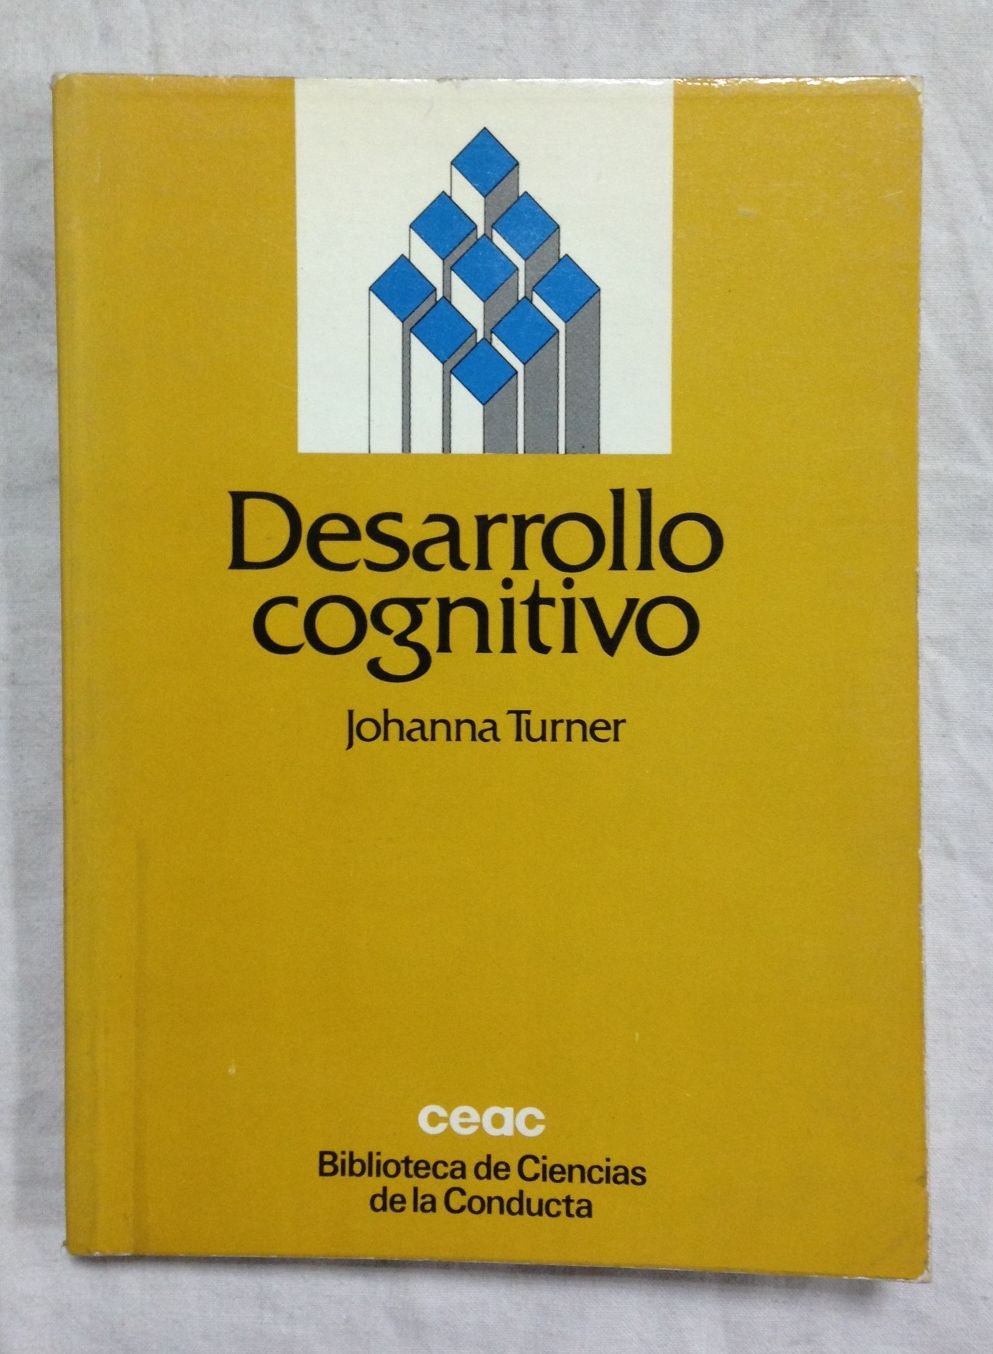 Desarrollo
cognitivo
Johanna Turner
ceac
Biblioteca de Ciencias
de la Conducta